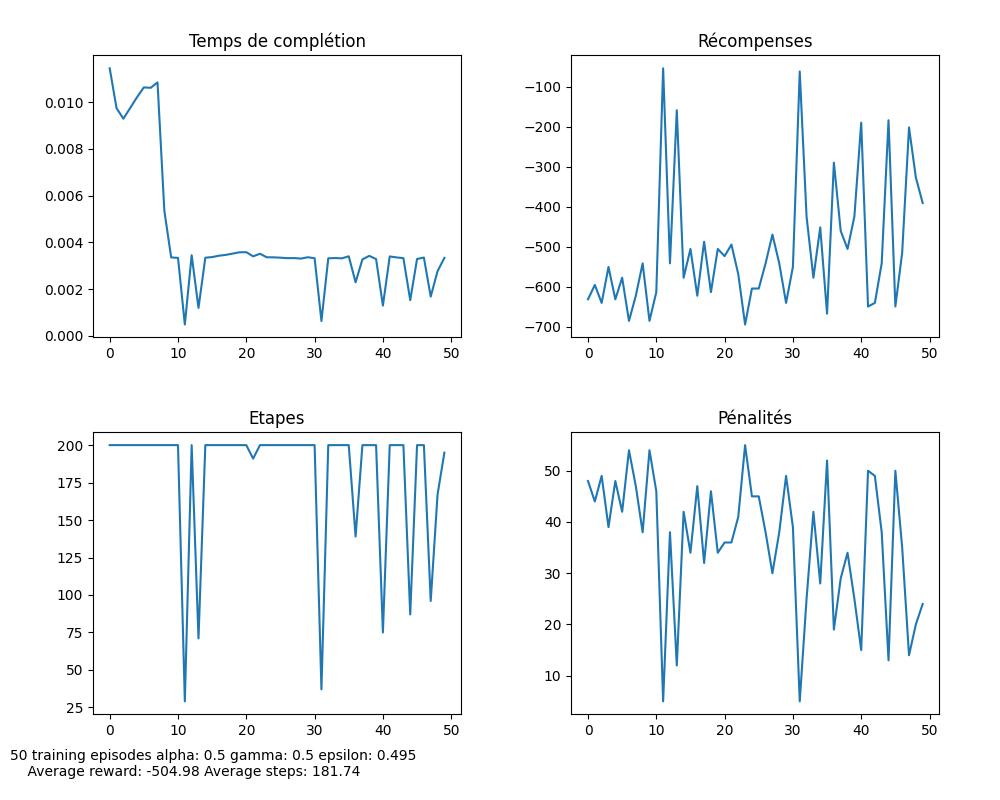 Temps de complétion
0.010
0.008
0.006
0.004
0.002
0.000
0 10 20 30 40 50
Récompenses
−100
−200
−300
−400
−500
−600
−700
0 10 20 30 40 50
Etapes
200
175
150
125
100
75
50
25
0 10 20 30 40 50
Pénalités
50
40
30
20
10
0 10 20 30 40 50
50 training episodes alpha: 0.5 gamma: 0.5 epsilon: 0.495
Average reward: -504.98 Average steps: 181.74